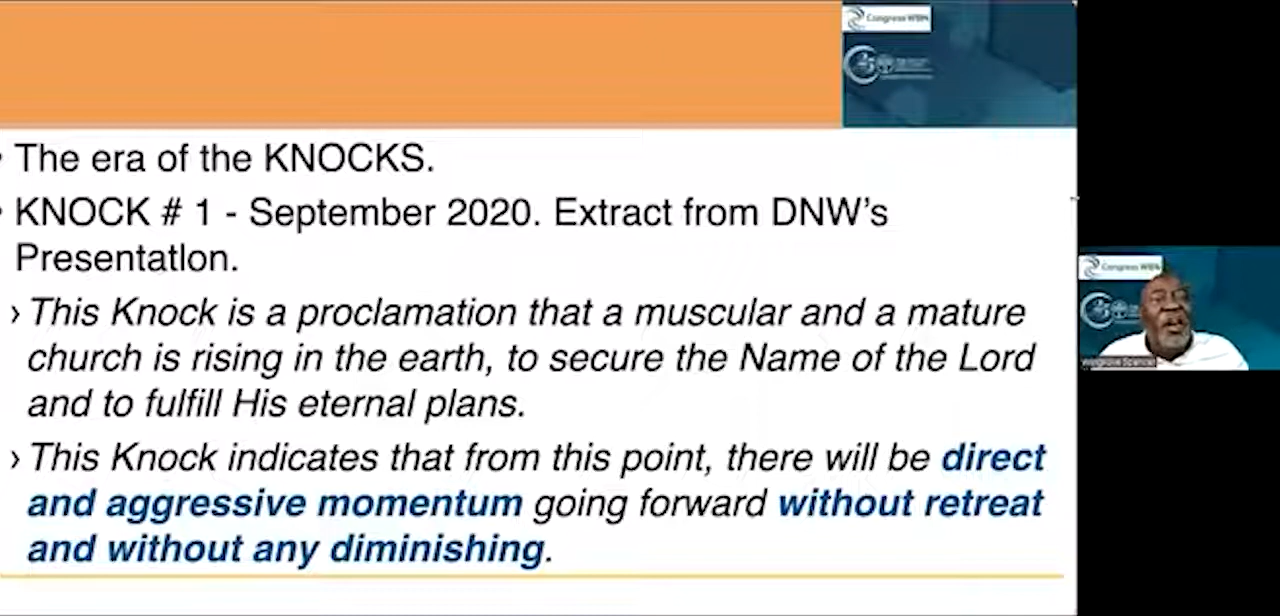 Congress WBN
• The era of the KNOCKS.
• KNOCK # 1 - September 2020. Extract from DNW’s
Presentation.
› This Knock is a proclamation that a muscular and a mature
church is rising in the earth, to secure the Name of the Lord
and to fulfill His eternal plans.
› This Knock indicates that from this point, there will be direct
and aggressive momentum going forward without retreat
and without any diminishing.
Congress WBN